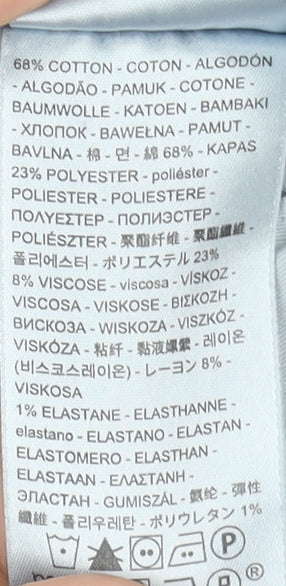 68% COTTON - COTON - ALGODÓN
- ALGODÃO - PAMUK - COTONE -
BAUMWOLLE - KATOEN - BAMBAKI
- ХЛОПОК - BAWEŁNA - PAMUT -
BAVLNA - 棉 - 면 - 綿 68% - KAPAS
23% POLYESTER - poliéster -
POLIESTER - POLIESTERE -
ΠΟΛΥΕΣΤΕΡ - ПОЛИЭСТЕР -
POLIÉSZTER - 聚酯纤维 - 聚酯纖維 -
폴리에스터 - ポリエステル 23%
8% VISCOSE - viscosa - VİSKOZ -
VISCOSA - VISKOSE - ΒΙΣΚΟΖΗ -
ВИСКОЗА - WISKOZA - VISZKÓZ -
VISKÓZA - 粘纤 - 黏液嫘縈 - 레이온
(비스코스레이온) - レーヨン 8% -
VISKOSA
1% ELASTANE - ELASTHANNE -
elastano - ELASTANO - ELASTAN -
ELASTOMERO - ELASTHAN -
ELASTAAN - ΕΛΑΣΤΑΝΗ -
ЭЛАСТАН - GUMISZÁL - 氨纶 - 彈性
纖維 - 폴리우레탄 - ポリウレタン 1%
P
®